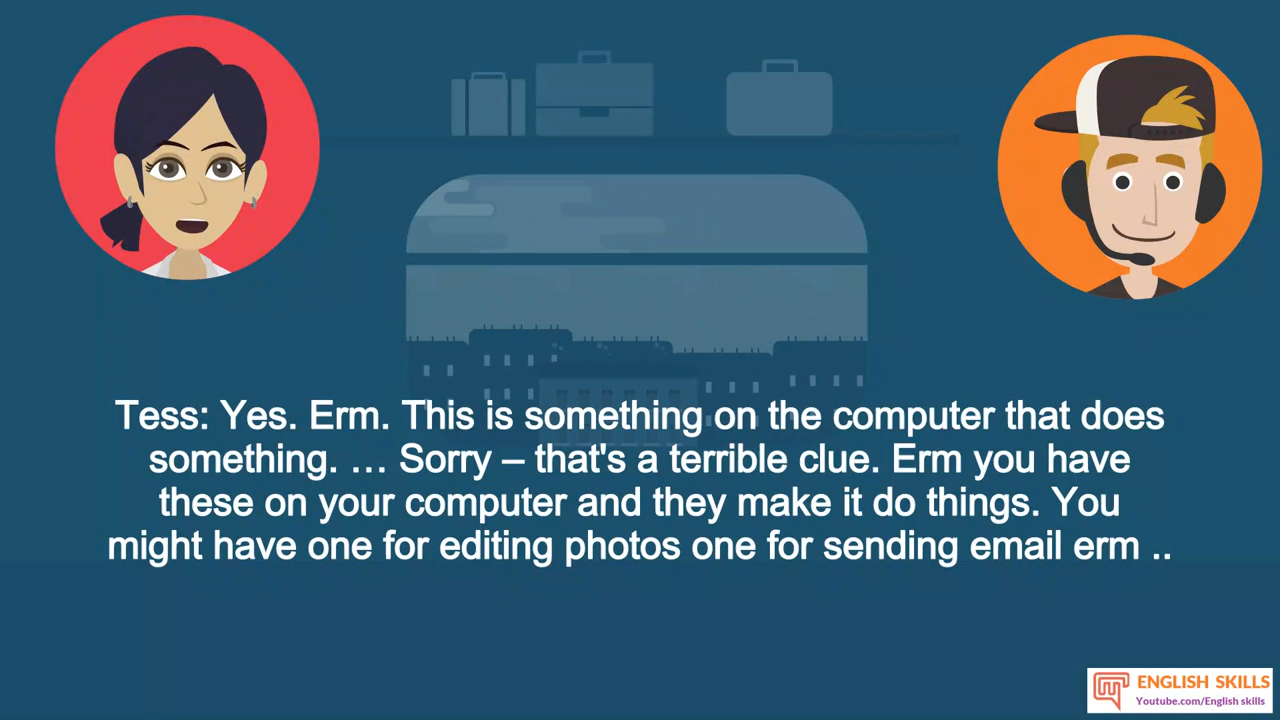 Tess: Yes. Erm. This is something on the computer that does
something. … Sorry – that's a terrible clue. Erm you have
these on your computer and they make it do things. You
might have one for editing photos one for sending email erm ..
ENGLISH SKILLS
Youtube.com/English skills